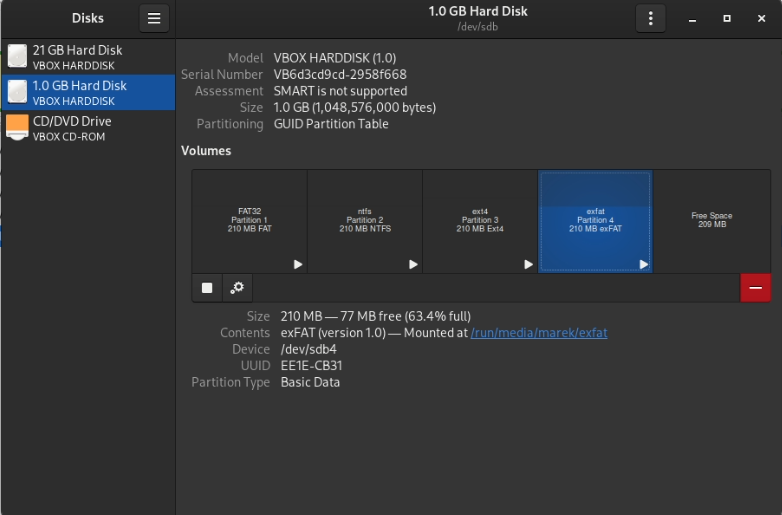 Disks
1.0 GB Hard Disk
/dev/sdb
21 GB Hard Disk
VBOX HARDDISK
1.0 GB Hard Disk
VBOX HARDDISK
CD/DVD Drive
VBOX CD-ROM
Model VBOX HARDDISK (1.0)
Serial Number VB6d3cd9cd-2958f668
Assessment SMART is not supported
Size 1.0 GB (1,048,576,000 bytes)
Partitioning GUID Partition Table
Volumes
FAT32
Partition 1
210 MB FAT
ntfs
Partition 2
210 MB NTFS
ext4
Partition 3
210 MB Ext4
exfat
Partition 4
210 MB exFAT
Free Space
209 MB
Size 210 MB — 77 MB free (63.4% full)
Contents exFAT (version 1.0) — Mounted at /run/media/marek/exfat
Device /dev/sdb4
UUID EE1E-CB31
Partition Type Basic Data